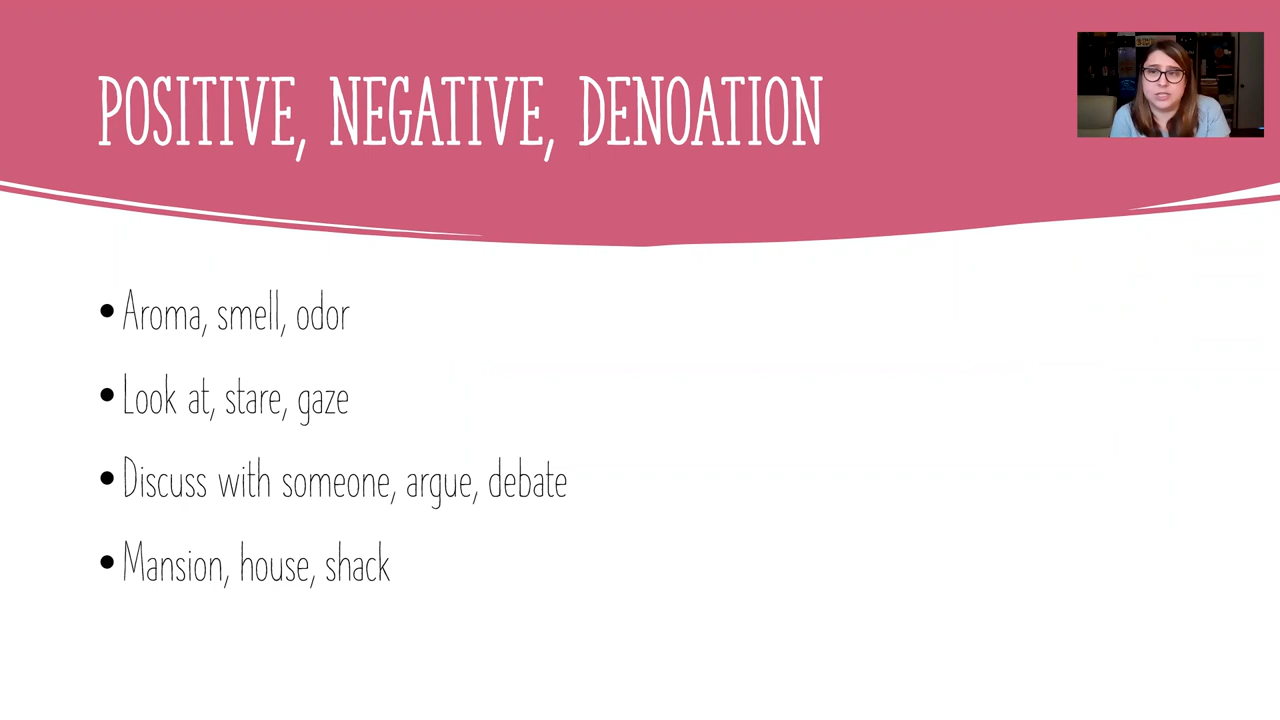 POSITIVE, NEGATIVE, DENOATION
• Aroma, smell, odor
• Look at, stare, gaze
• Discuss with someone, argue, debate
• Mansion, house, shack